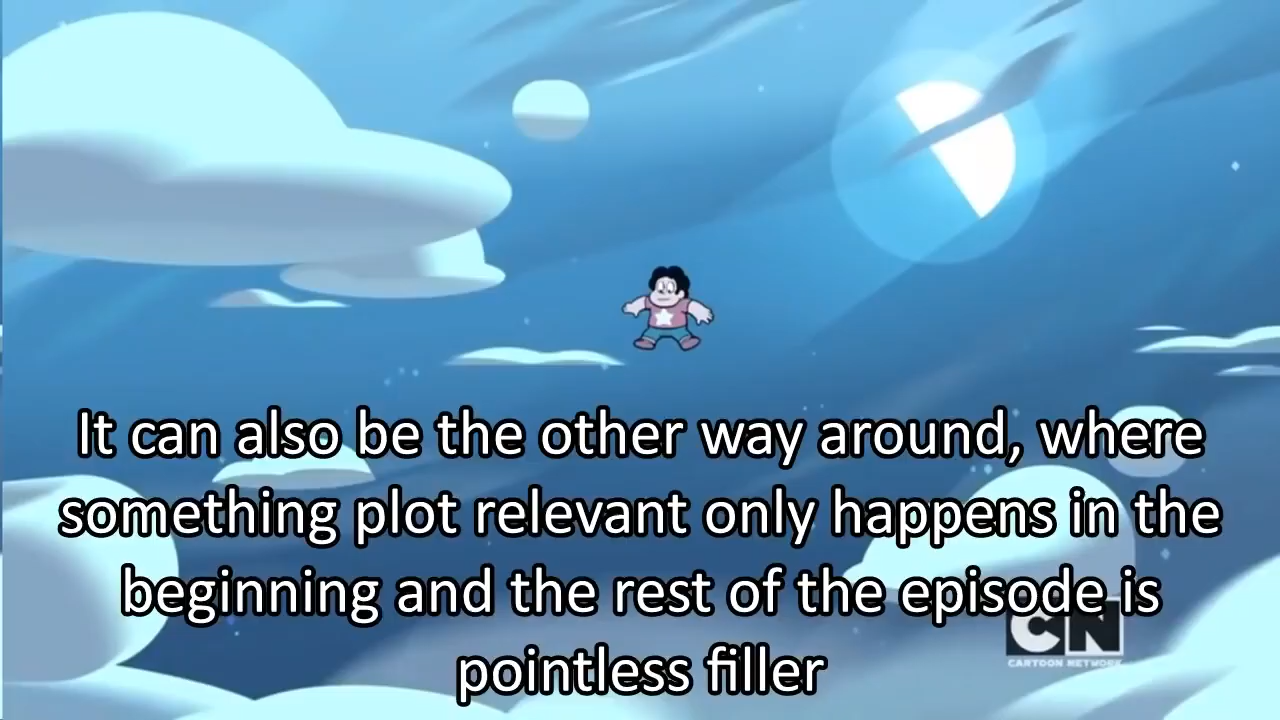 It can also be the other way around, where
something plot relevant only happens in the
beginning and the rest of the episode is
pointless filler
CN
CARTOON NETWORK